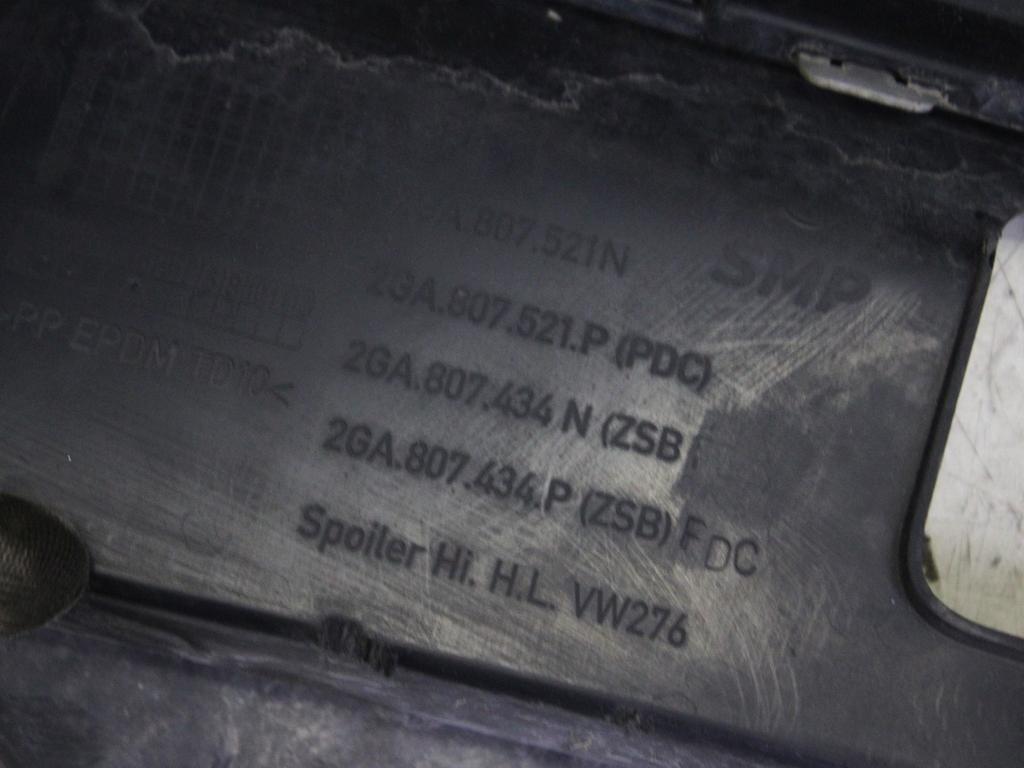 A.807.521N
SMP
2GA.807.521.P (PDC)
2GA.807.434 N (ZSB
2GA.807.434.P (ZSB) PDC
Spoiler Hi. H.L. VW276
>PP EPDM TD10<